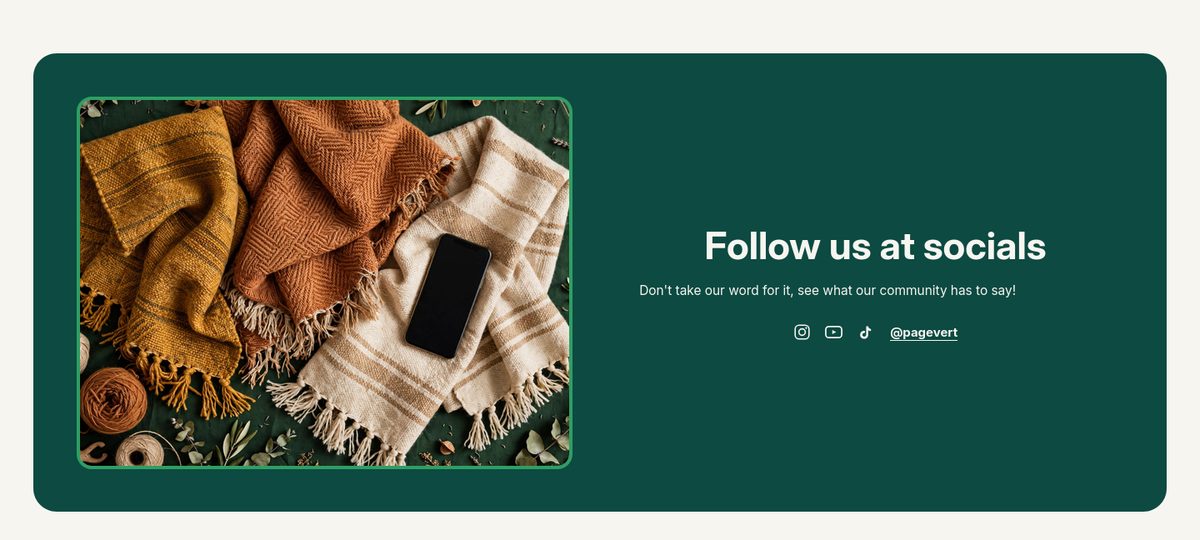 Follow us at socials
Don't take our word for it, see what our community has to say!
@pagevert